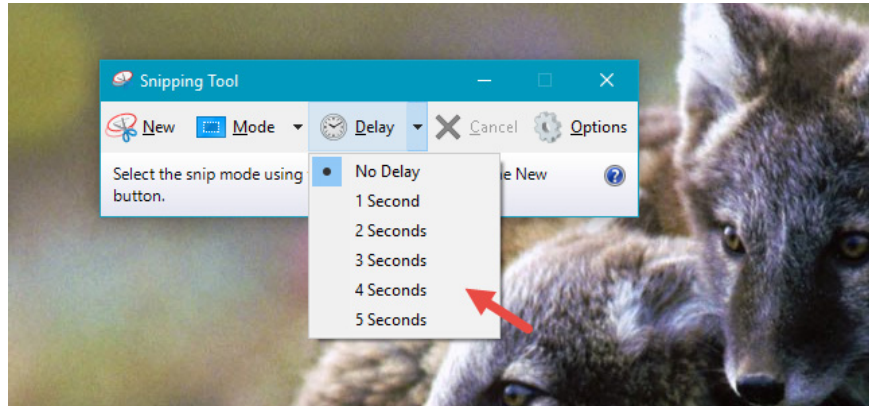 Snipping Tool
New Mode Delay Cancel Options
Select the snip mode using
button.
e New
No Delay
1 Second
2 Seconds
3 Seconds
4 Seconds
5 Seconds